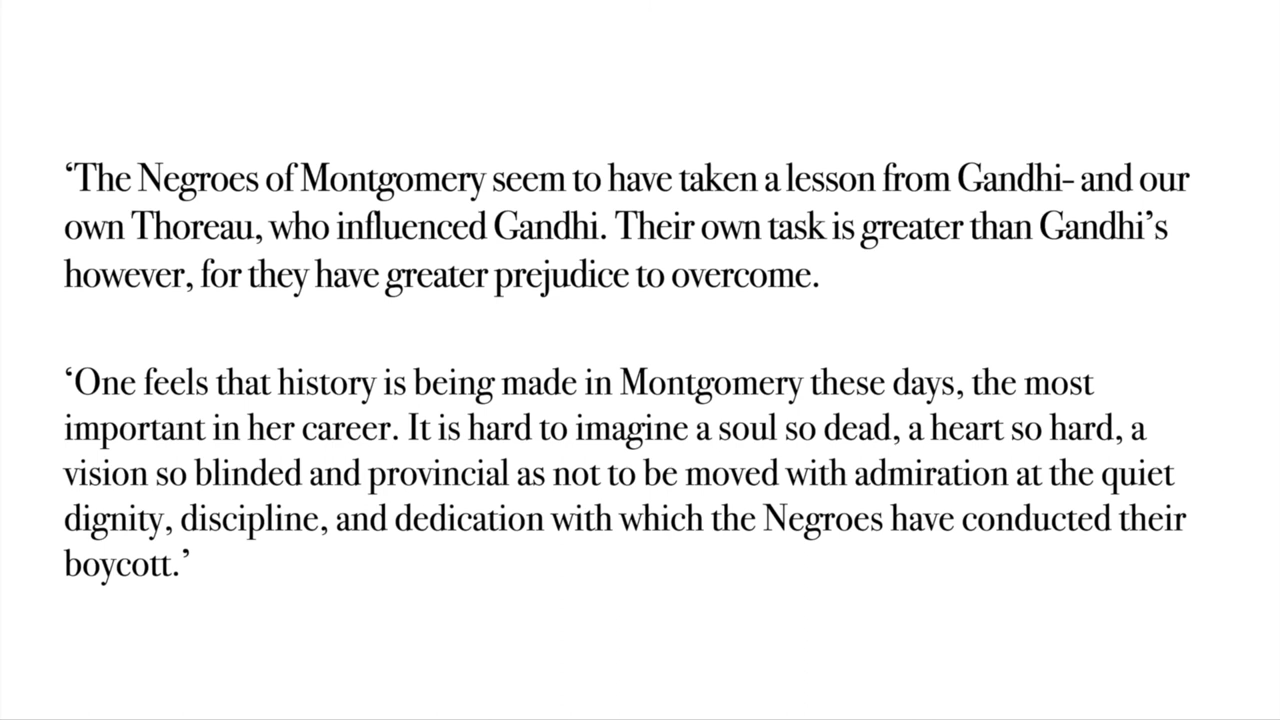 ‘The Negroes of Montgomery seem to have taken a lesson from Gandhi- and our
own Thoreau, who influenced Gandhi. Their own task is greater than Gandhi’s
however, for they have greater prejudice to overcome.
‘One feels that history is being made in Montgomery these days, the most
important in her career. It is hard to imagine a soul so dead, a heart so hard, a
vision so blinded and provincial as not to be moved with admiration at the quiet
dignity, discipline, and dedication with which the Negroes have conducted their
boycott.’